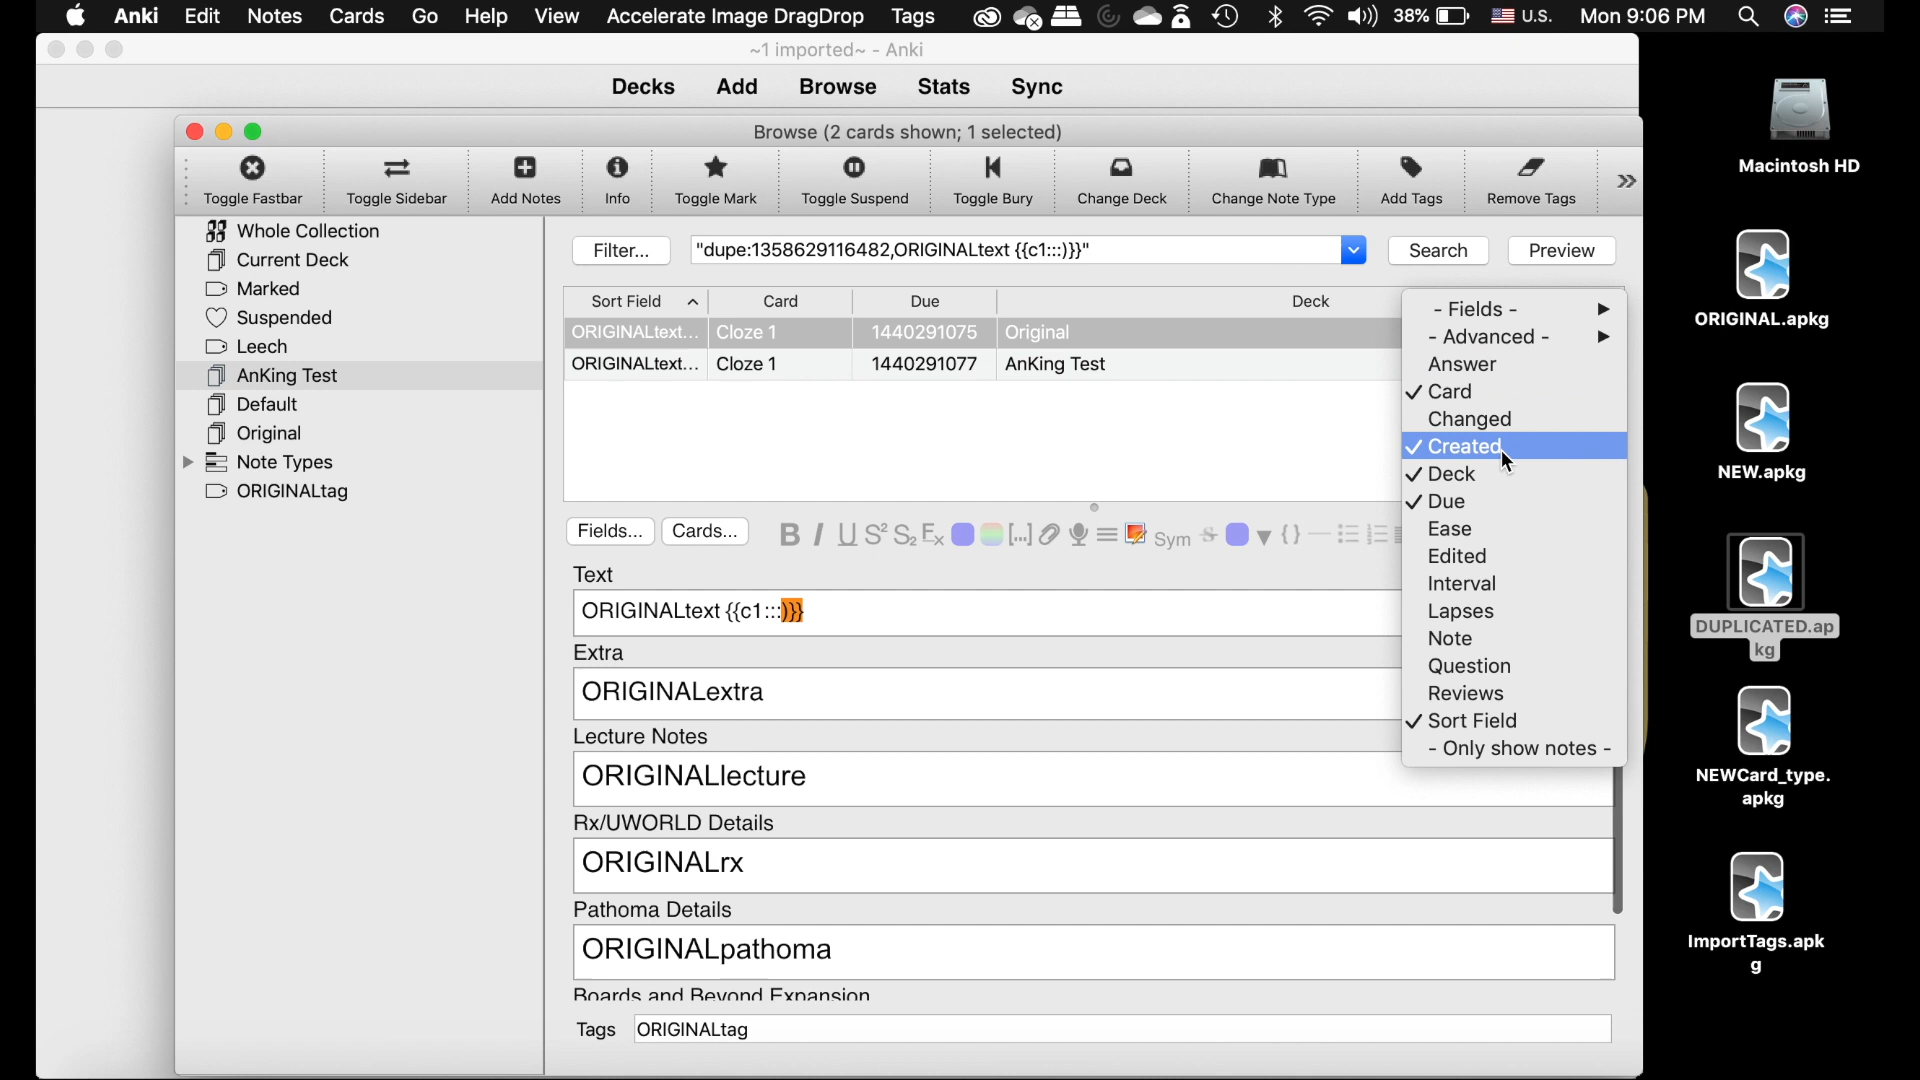 Anki Edit Notes Cards Go Help View Accelerate Image DragDrop Tags 38% U.S. Mon 9:06 PM
~1 imported~ - Anki
Decks Add Browse Stats Sync
Browse (2 cards shown; 1 selected)
Toggle Fastbar Toggle Sidebar Add Notes Info Toggle Mark Toggle Suspend Toggle Bury Change Deck Change Note Type Add Tags Remove Tags »
Whole Collection
Current Deck
Marked
Suspended
Leech
AnKing Test
Default
Original
Note Types
ORIGINALtag
Filter... "dupe:1358629116482,ORIGINALtext {{c1:::)}}" Search Preview
Sort Field Card Due Deck
ORIGINALtext... Cloze 1 1440291075 Original
ORIGINALtext... Cloze 1 1440291077 AnKing Test
- Fields -
- Advanced -
Answer
✓ Card
Changed
✓ Created
✓ Deck
✓ Due
Ease
Edited
Interval
Lapses
Note
Question
Reviews
✓ Sort Field
- Only show notes -
Fields... Cards... B I U S² S₂ Fx [...] Sym S {}
Text
ORIGINALtext {{c1:::)}}
Extra
ORIGINALextra
Lecture Notes
ORIGINALlecture
Rx/UWORLD Details
ORIGINALrx
Pathoma Details
ORIGINALpathoma
Boards and Beyond Expansion
Tags ORIGINALtag
Macintosh HD
ORIGINAL.apkg
NEW.apkg
DUPLICATED.ap
kg
NEWCard_type.
apkg
ImportTags.apk
g